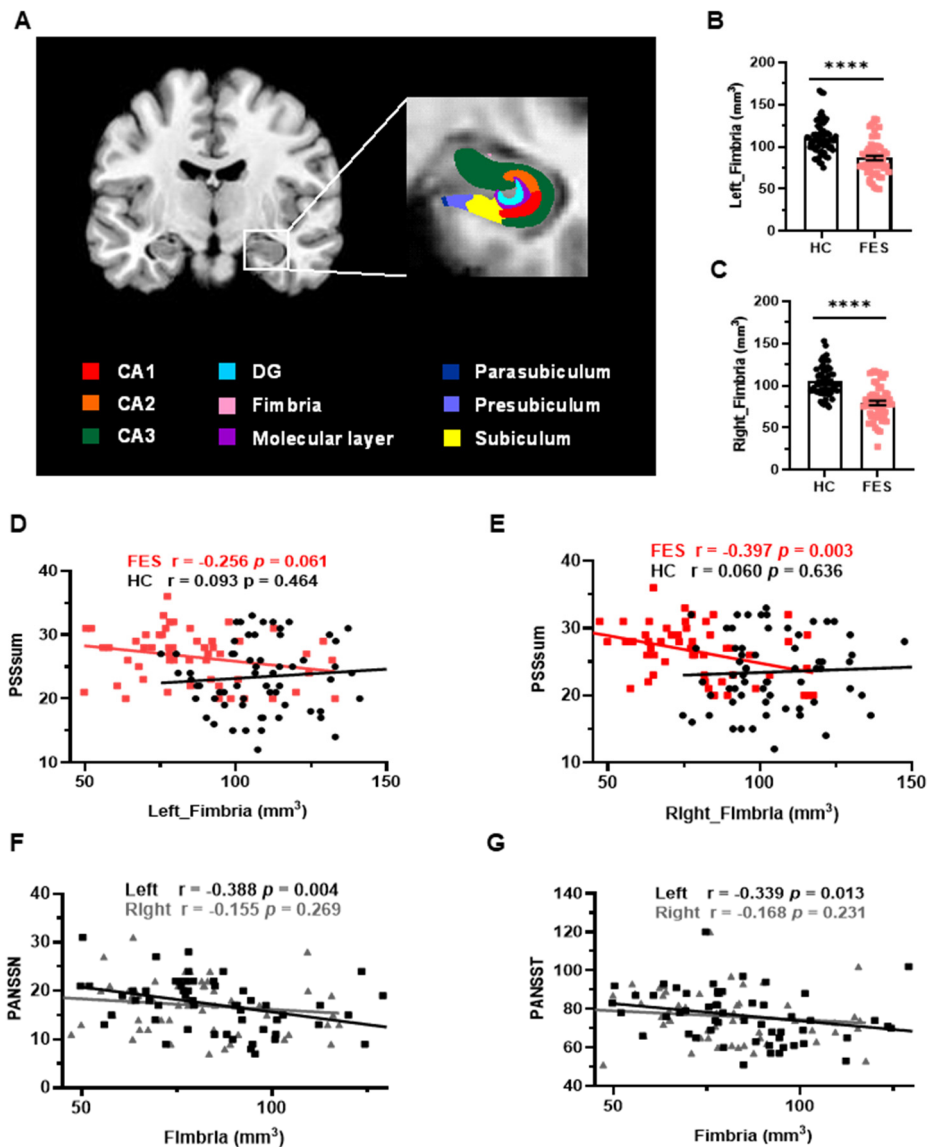 A
CA1
CA2
CA3
DG
Fimbria
Molecular layer
Parasubiculum
Presubiculum
Subiculum
B
Left_Fimbria (mm³)
200
150
100
50
0
****
HC FES
C
Right_Fimbria (mm³)
200
150
100
50
0
****
HC FES
D
FES r = -0.256 p = 0.061
HC r = 0.093 p = 0.464
PSSsum
40
30
20
10
50 100 150
Left_Fimbria (mm³)
E
FES r = -0.397 p = 0.003
HC r = 0.060 p = 0.636
PSSsum
40
30
20
10
50 100 150
Right_Fimbria (mm³)
F
Left r = -0.388 p = 0.004
Right r = -0.155 p = 0.269
PANSSN
40
30
20
10
0
50 100
Fimbria (mm³)
G
Left r = -0.339 p = 0.013
Right r = -0.168 p = 0.231
PANSST
140
120
100
80
60
40
50 100
Fimbria (mm³)